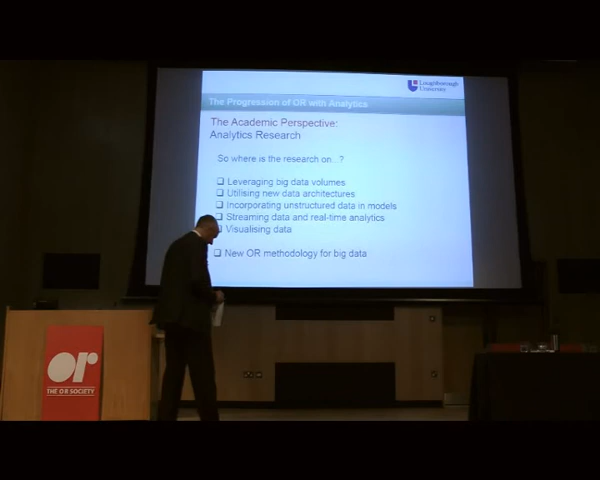 Loughborough
University
The Progression of OR with Analytics
The Academic Perspective:
Analytics Research
So where is the research on...?
Leveraging big data volumes
Utilising new data architectures
Incorporating unstructured data in models
Streaming data and real-time analytics
Visualising data
New OR methodology for big data
or
THE OR SOCIETY